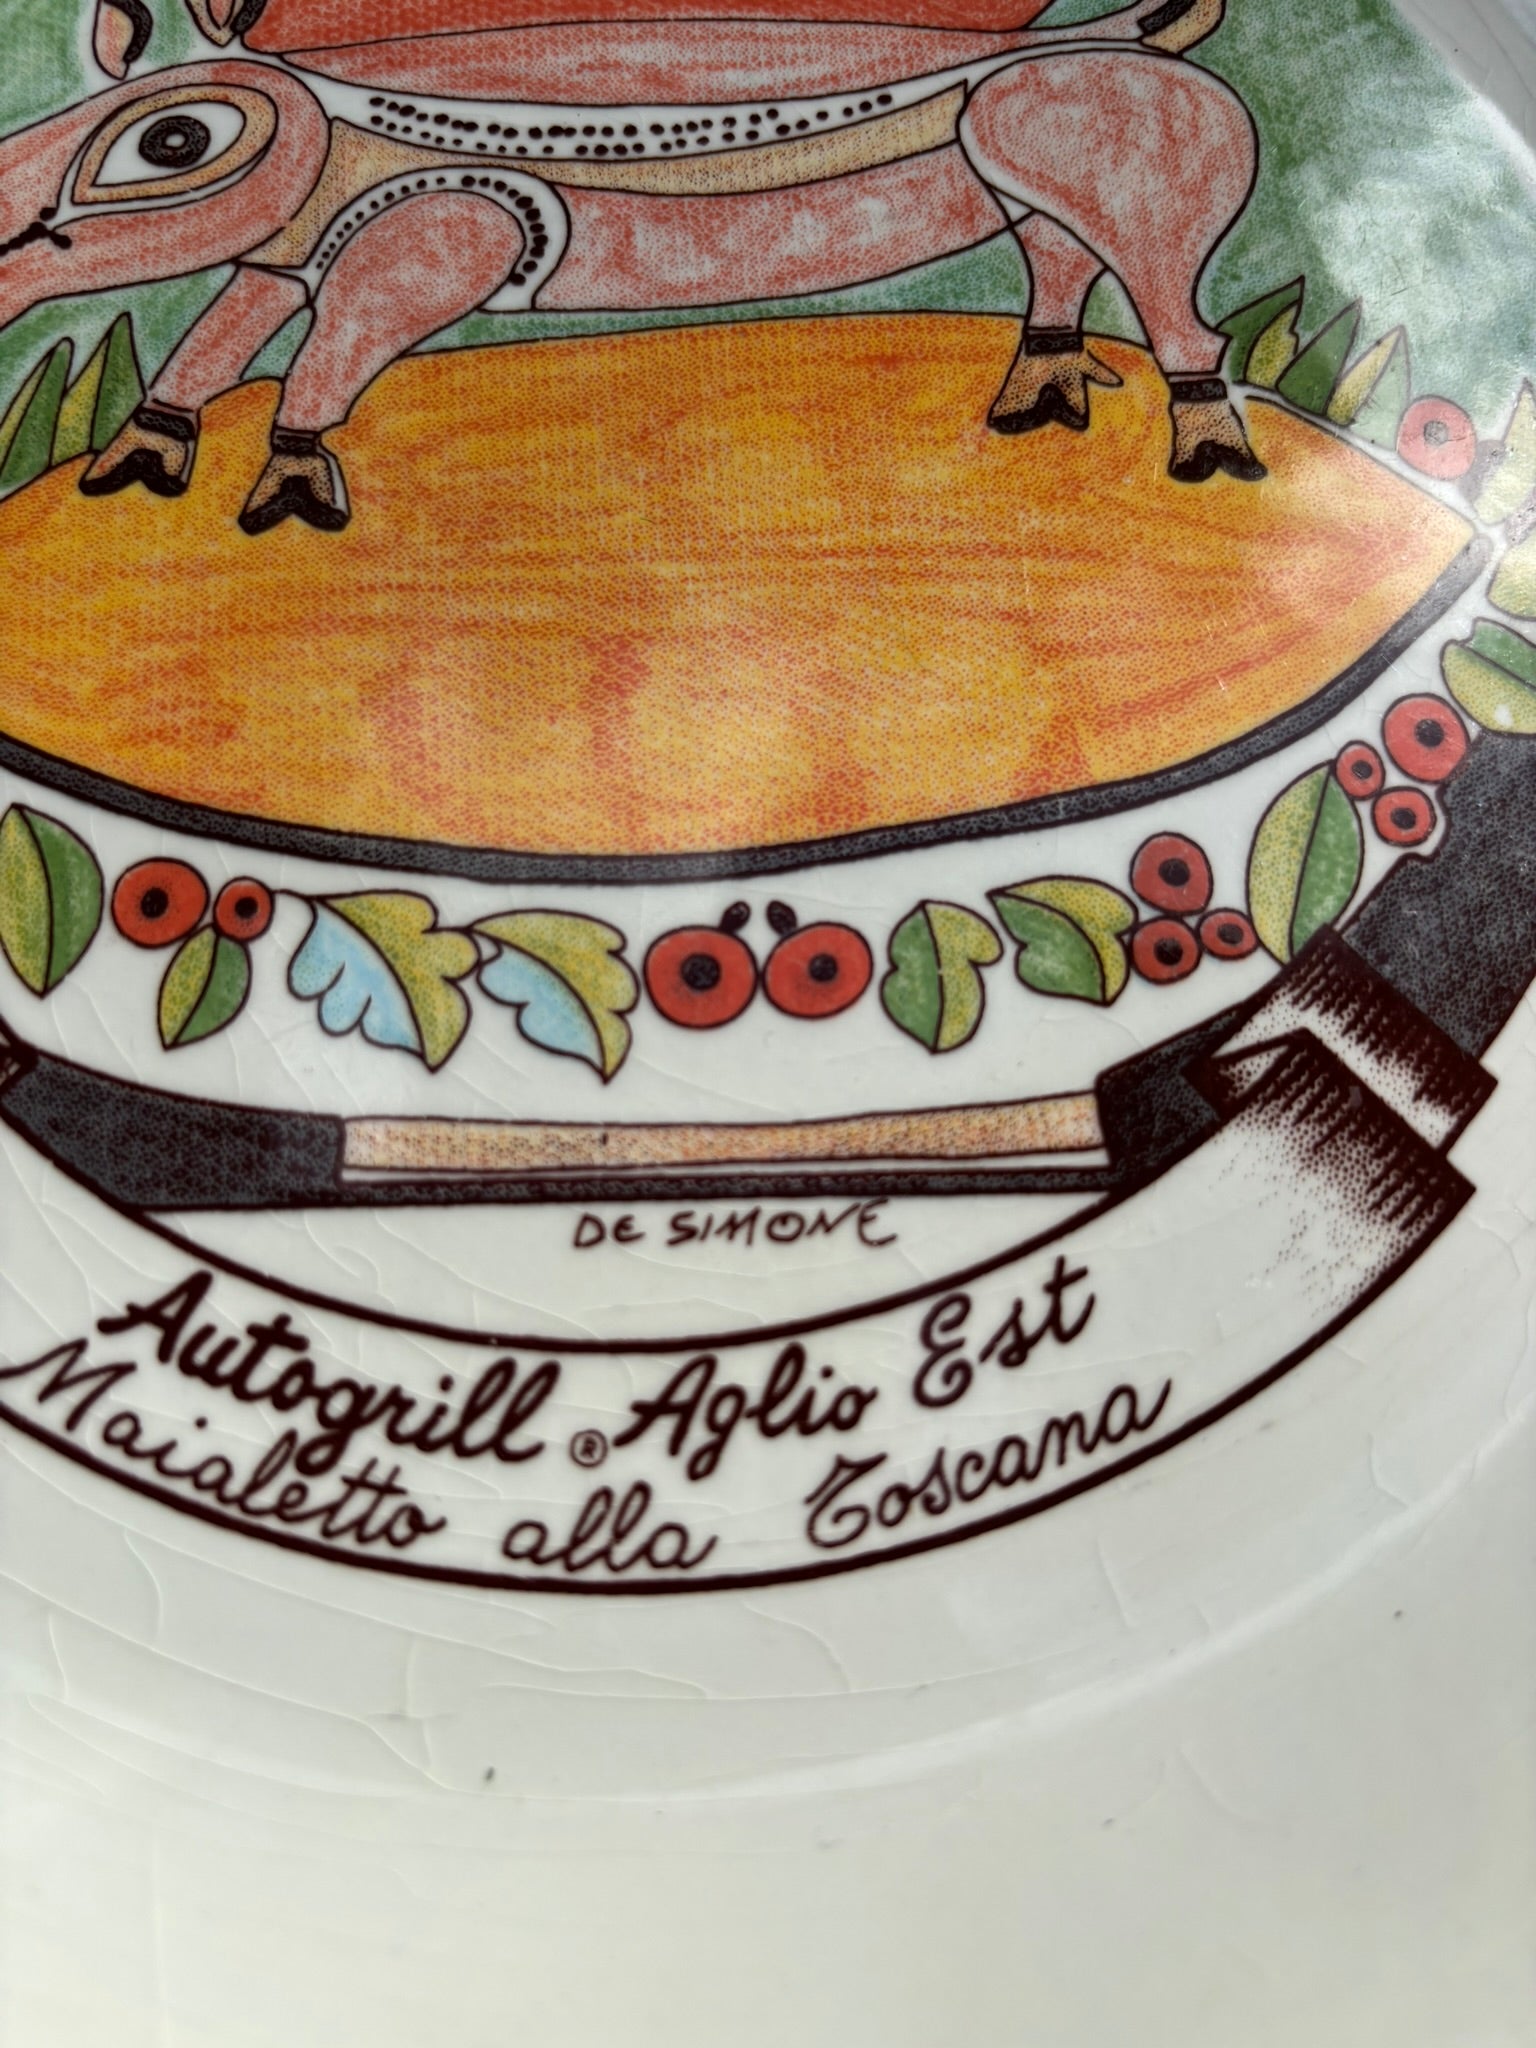 DE SIMONE
Autogrill ® Aglio Est
Maialetto alla Toscana